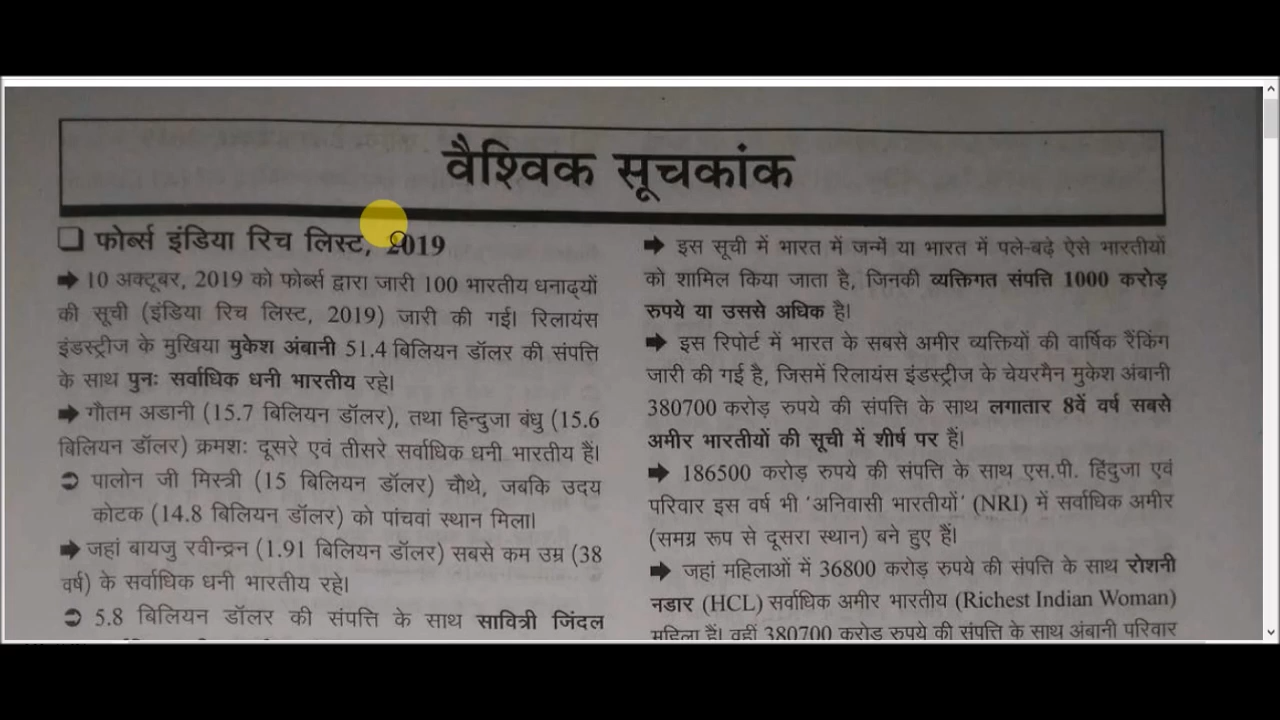 वैश्विक सूचकांक
❑ फोर्ब्स इंडिया रिच लिस्ट, 2019
➡ 10 अक्टूबर, 2019 को फोर्ब्स द्वारा जारी 100 भारतीय धनाढ्यों
की सूची (इंडिया रिच लिस्ट, 2019) जारी की गई। रिलायंस
इंडस्ट्रीज के मुखिया मुकेश अंबानी 51.4 बिलियन डॉलर की संपत्ति
के साथ पुनः सर्वाधिक धनी भारतीय रहे।
➡ गौतम अडानी (15.7 बिलियन डॉलर), तथा हिन्दुजा बंधु (15.6
बिलियन डॉलर) क्रमशः दूसरे एवं तीसरे सर्वाधिक धनी भारतीय हैं।
➲ पालोन जी मिस्त्री (15 बिलियन डॉलर) चौथे, जबकि उदय
कोटक (14.8 बिलियन डॉलर) को पांचवां स्थान मिला।
➡ जहां बायजु रवीन्द्रन (1.91 बिलियन डॉलर) सबसे कम उम्र (38
वर्ष) के सर्वाधिक धनी भारतीय रहे।
➲ 5.8 बिलियन डॉलर की संपत्ति के साथ सावित्री जिंदल
➡ इस सूची में भारत में जन्में या भारत में पले-बढ़े ऐसे भारतीयों
को शामिल किया जाता है, जिनकी व्यक्तिगत संपत्ति 1000 करोड़
रुपये या उससे अधिक है।
➡ इस रिपोर्ट में भारत के सबसे अमीर व्यक्तियों की वार्षिक रैंकिंग
जारी की गई है, जिसमें रिलायंस इंडस्ट्रीज के चेयरमैन मुकेश अंबानी
380700 करोड़ रुपये की संपत्ति के साथ लगातार 8वें वर्ष सबसे
अमीर भारतीयों की सूची में शीर्ष पर हैं।
➡ 186500 करोड़ रुपये की संपत्ति के साथ एस.पी. हिंदुजा एवं
परिवार इस वर्ष भी ‘अनिवासी भारतीयों’ (NRI) में सर्वाधिक अमीर
(समग्र रूप से दूसरा स्थान) बने हुए हैं।
➡ जहां महिलाओं में 36800 करोड़ रुपये की संपत्ति के साथ रोशनी
नडार (HCL) सर्वाधिक अमीर भारतीय (Richest Indian Woman)
महिला हैं। वहीं 380700 करोड़ रुपये की संपत्ति के साथ अंबानी परिवार